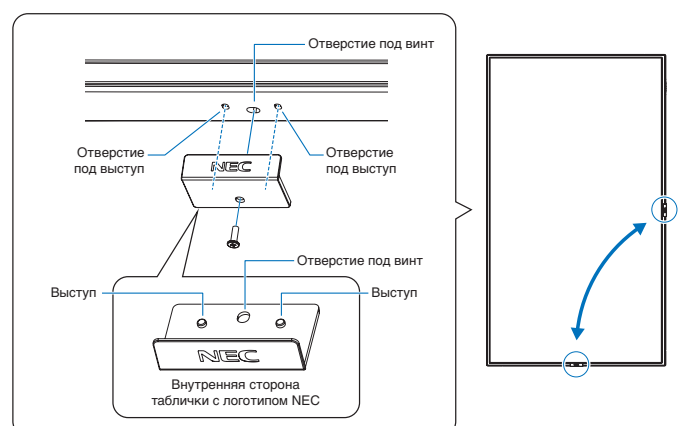 Отверстие под винт
Отверстие
под выступ
Отверстие
под выступ
NEC
Отверстие под винт
Выступ
Выступ
NEC
Внутренняя сторона
таблички с логотипом NEC